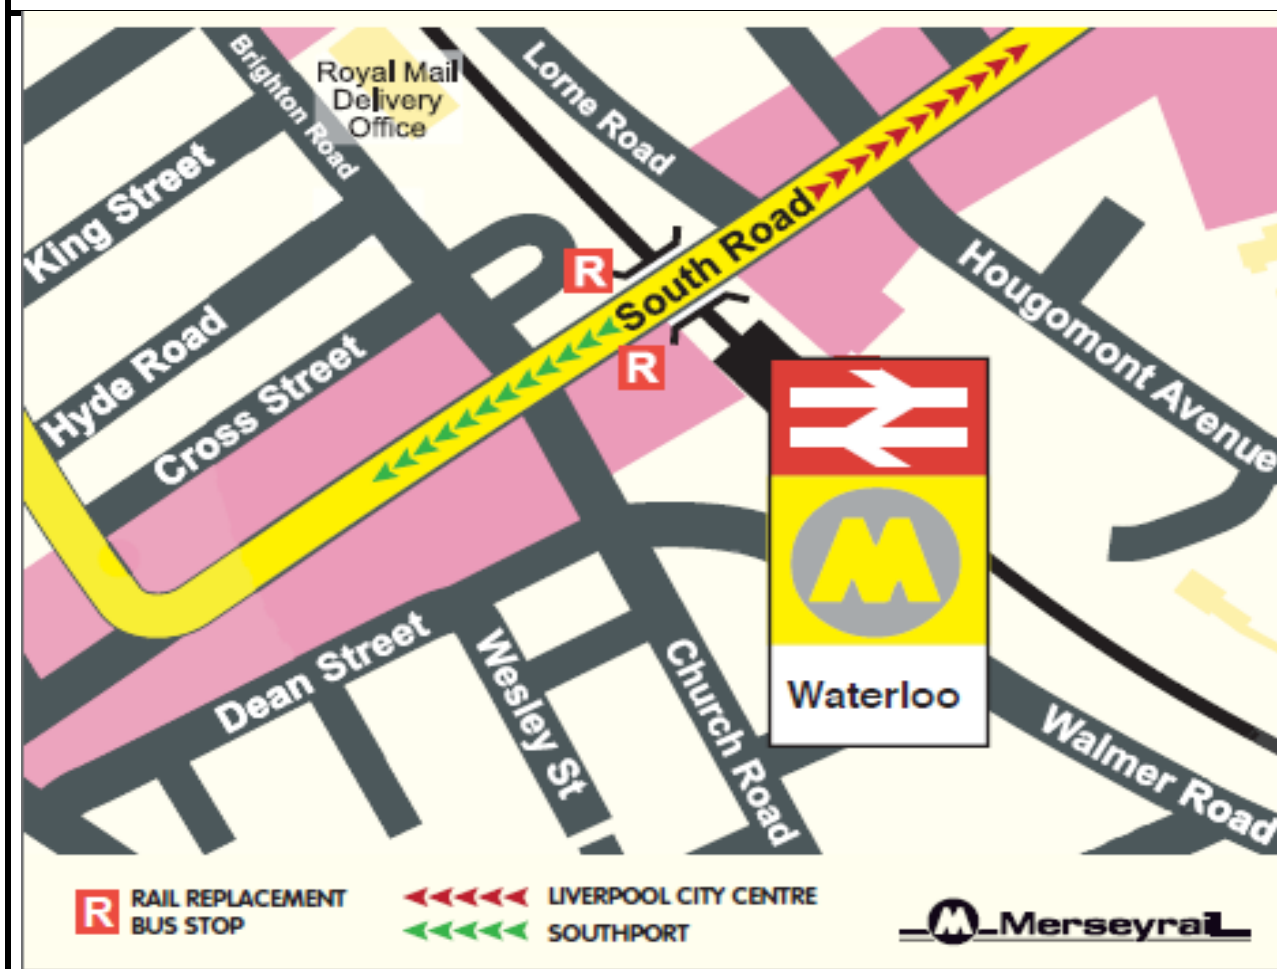 Brighton Road
Royal Mail
Delivery
Office
Lorne Road
King Street
South Road
R
R
Hyde Road
Cross Street
Hougomont Avenue
M
Waterloo
Dean Street
Wesley St
Church Road
Walmer Road
R
RAIL REPLACEMENT
BUS STOP
LIVERPOOL CITY CENTRE
SOUTHPORT
M Merseyrail